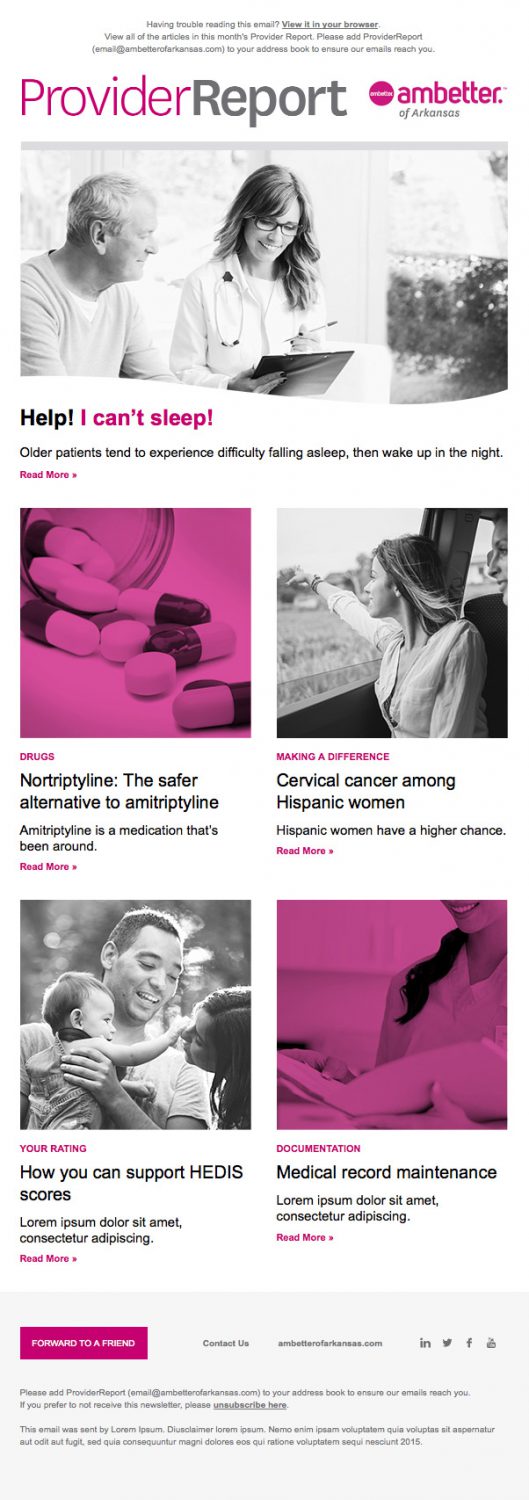 Having trouble reading this email? View it in your browser.
View all of the articles in this month's Provider Report. Please add ProviderReport
(email@ambetterofarkansas.com) to your address book to ensure our emails reach you.
ProviderReport
ambetter ambetter.™
of Arkansas
Help! I can't sleep!
Older patients tend to experience difficulty falling asleep, then wake up in the night.
Read More »
DRUGS
Nortriptyline: The safer
alternative to amitriptyline
Amitriptyline is a medication that's
been around.
Read More »
MAKING A DIFFERENCE
Cervical cancer among
Hispanic women
Hispanic women have a higher chance.
Read More »
YOUR RATING
How you can support HEDIS
scores
Lorem ipsum dolor sit amet,
consectetur adipiscing.
Read More »
DOCUMENTATION
Medical record maintenance
Lorem ipsum dolor sit amet,
consectetur adipiscing.
Read More »
FORWARD TO A FRIEND
Contact Us
ambetterofarkansas.com
Please add ProviderReport (email@ambetterofarkansas.com) to your address book to ensure our emails reach you.
If you prefer to not receive this newsletter, please unsubscribe here.
This email was sent by Lorem Ipsum. Diusclaimer lorem ipsum. Nemo enim ipsam voluptatem quia voluptas sit aspernatur
aut odit aut fugit, sed quia consequuntur magni dolores eos qui ratione voluptatem sequi nesciunt 2015.